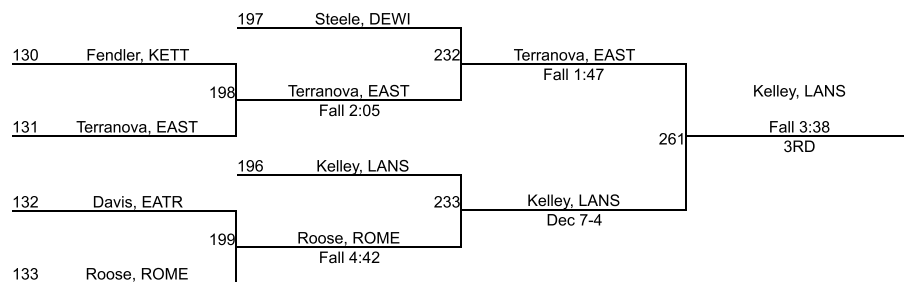 197 Steele, DEWI
130 Fendler, KETT
232 Terranova, EAST
Fall 1:47
198 Terranova, EAST
Fall 2:05
Kelley, LANS
131 Terranova, EAST
261 Fall 3:38
3RD
196 Kelley, LANS
132 Davis, EATR
233 Kelley, LANS
Dec 7-4
199 Roose, ROME
Fall 4:42
133 Roose, ROME